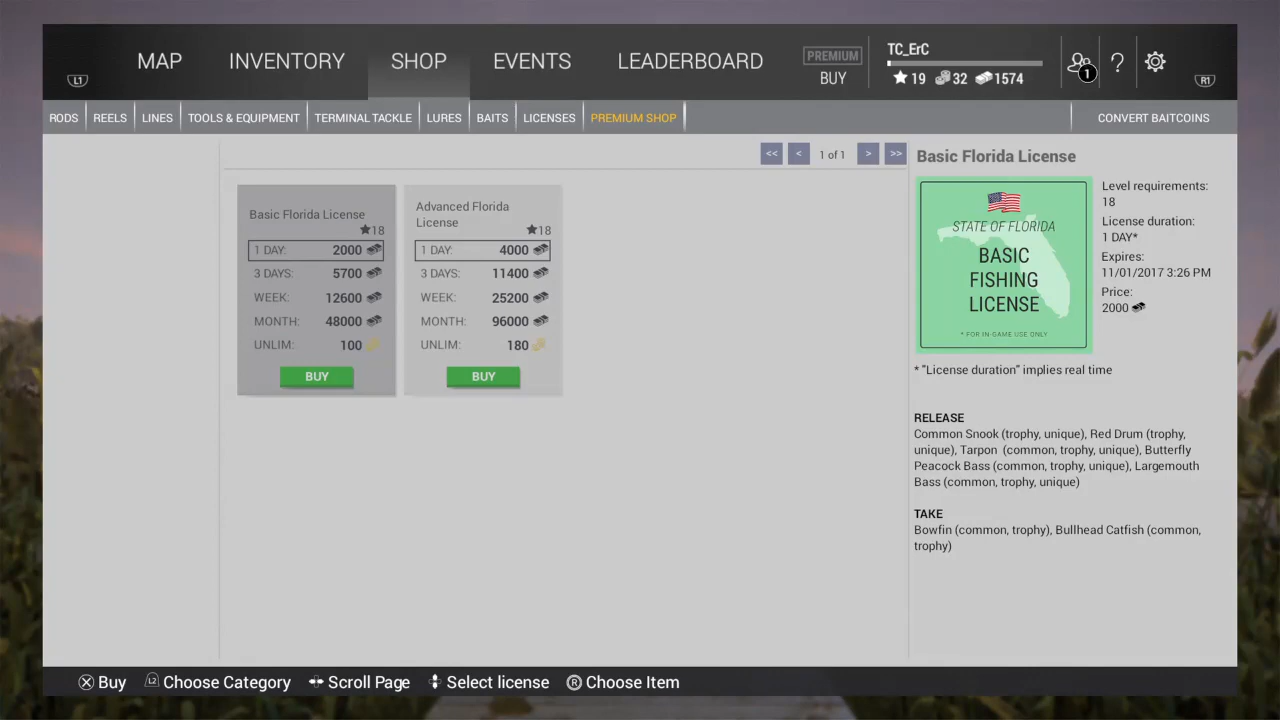 MAP INVENTORY SHOP EVENTS LEADERBOARD
PREMIUM
BUY
TC_ErC
19 32 1574
1
L1
R1
RODS REELS LINES TOOLS & EQUIPMENT TERMINAL TACKLE LURES BAITS LICENSES PREMIUM SHOP CONVERT BAITCOINS
<< < 1 of 1 > >>
Basic Florida License
18
1 DAY: 2000
3 DAYS: 5700
WEEK: 12600
MONTH: 48000
UNLIM: 100
BUY
Advanced Florida
License
18
1 DAY: 4000
3 DAYS: 11400
WEEK: 25200
MONTH: 96000
UNLIM: 180
BUY
Basic Florida License
STATE OF FLORIDA
BASIC
FISHING
LICENSE
* FOR IN-GAME USE ONLY
Level requirements:
18
License duration:
1 DAY*
Expires:
11/01/2017 3:26 PM
Price:
2000
* "License duration" implies real time
RELEASE
Common Snook (trophy, unique), Red Drum (trophy,
unique), Tarpon (common, trophy, unique), Butterfly
Peacock Bass (common, trophy, unique), Largemouth
Bass (common, trophy, unique)
TAKE
Bowfin (common, trophy), Bullhead Catfish (common,
trophy)
Buy L2 Choose Category Scroll Page Select license R Choose Item